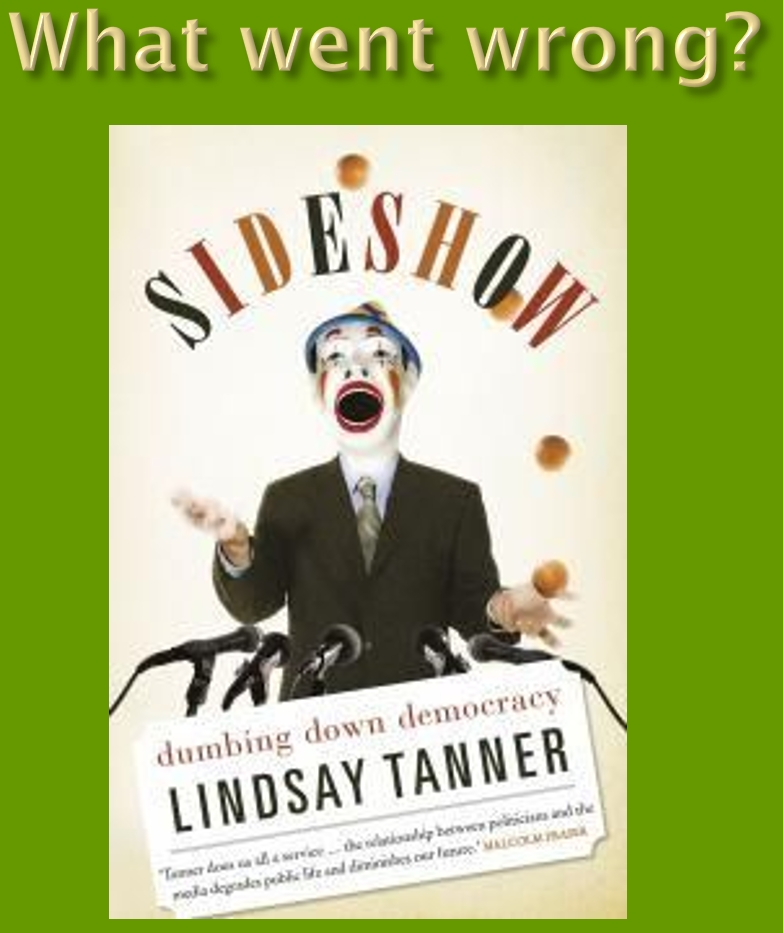 What went wrong?
SIDESHOW
dumbing down democracy
LINDSAY TANNER
'Tanner does us all a service ... the relationship between politicians and the
media degrades public life and diminishes our future.' MALCOLM FRASER